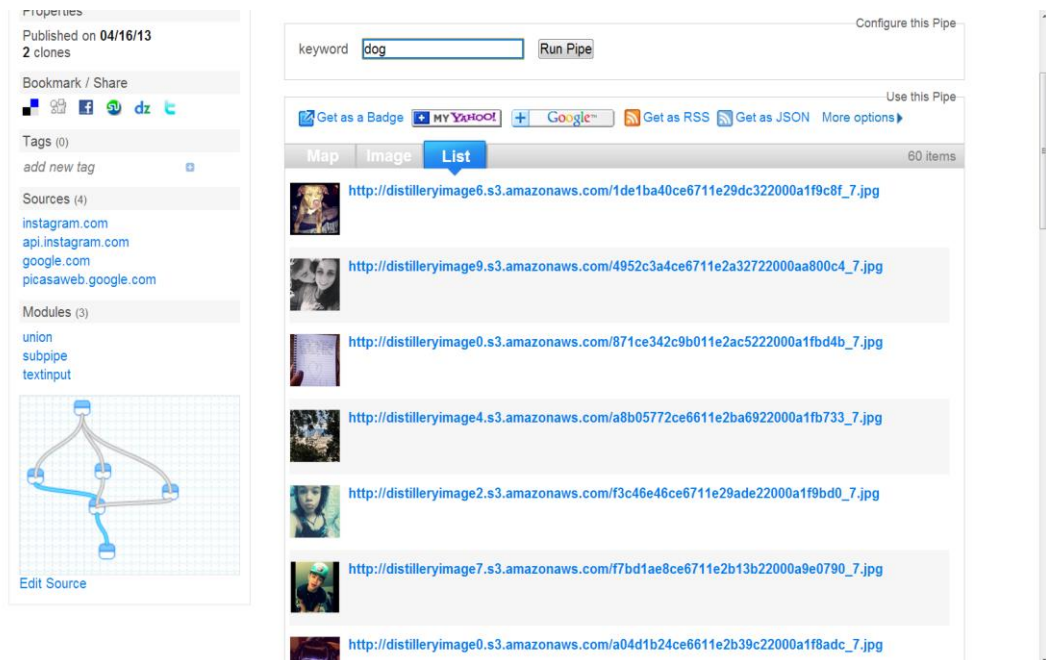 Properties
Published on 04/16/13
2 clones
Bookmark / Share
dz
Tags (0)
add new tag
Sources (4)
instagram.com
api.instagram.com
google.com
picasaweb.google.com
Modules (3)
union
subpipe
textinput
Edit Source
Configure this Pipe
keyword dog Run Pipe
Use this Pipe
Get as a Badge MY YAHOO! Google™ Get as RSS Get as JSON More options
Map Image List 60 items
http://distilleryimage6.s3.amazonaws.com/1de1ba40ce6711e29dc322000a1f9c8f_7.jpg
http://distilleryimage9.s3.amazonaws.com/4952c3a4ce6711e2a32722000aa800c4_7.jpg
http://distilleryimage0.s3.amazonaws.com/871ce342c9b011e2ac5222000a1fbd4b_7.jpg
http://distilleryimage4.s3.amazonaws.com/a8b05772ce6611e2ba6922000a1fb733_7.jpg
http://distilleryimage2.s3.amazonaws.com/f3c46e46ce6711e29ade22000a1f9bd0_7.jpg
http://distilleryimage7.s3.amazonaws.com/f7bd1ae8ce6711e2b13b22000a9e0790_7.jpg
http://distilleryimage0.s3.amazonaws.com/a04d1b24ce6611e2b39c22000a1f8adc_7.jpg